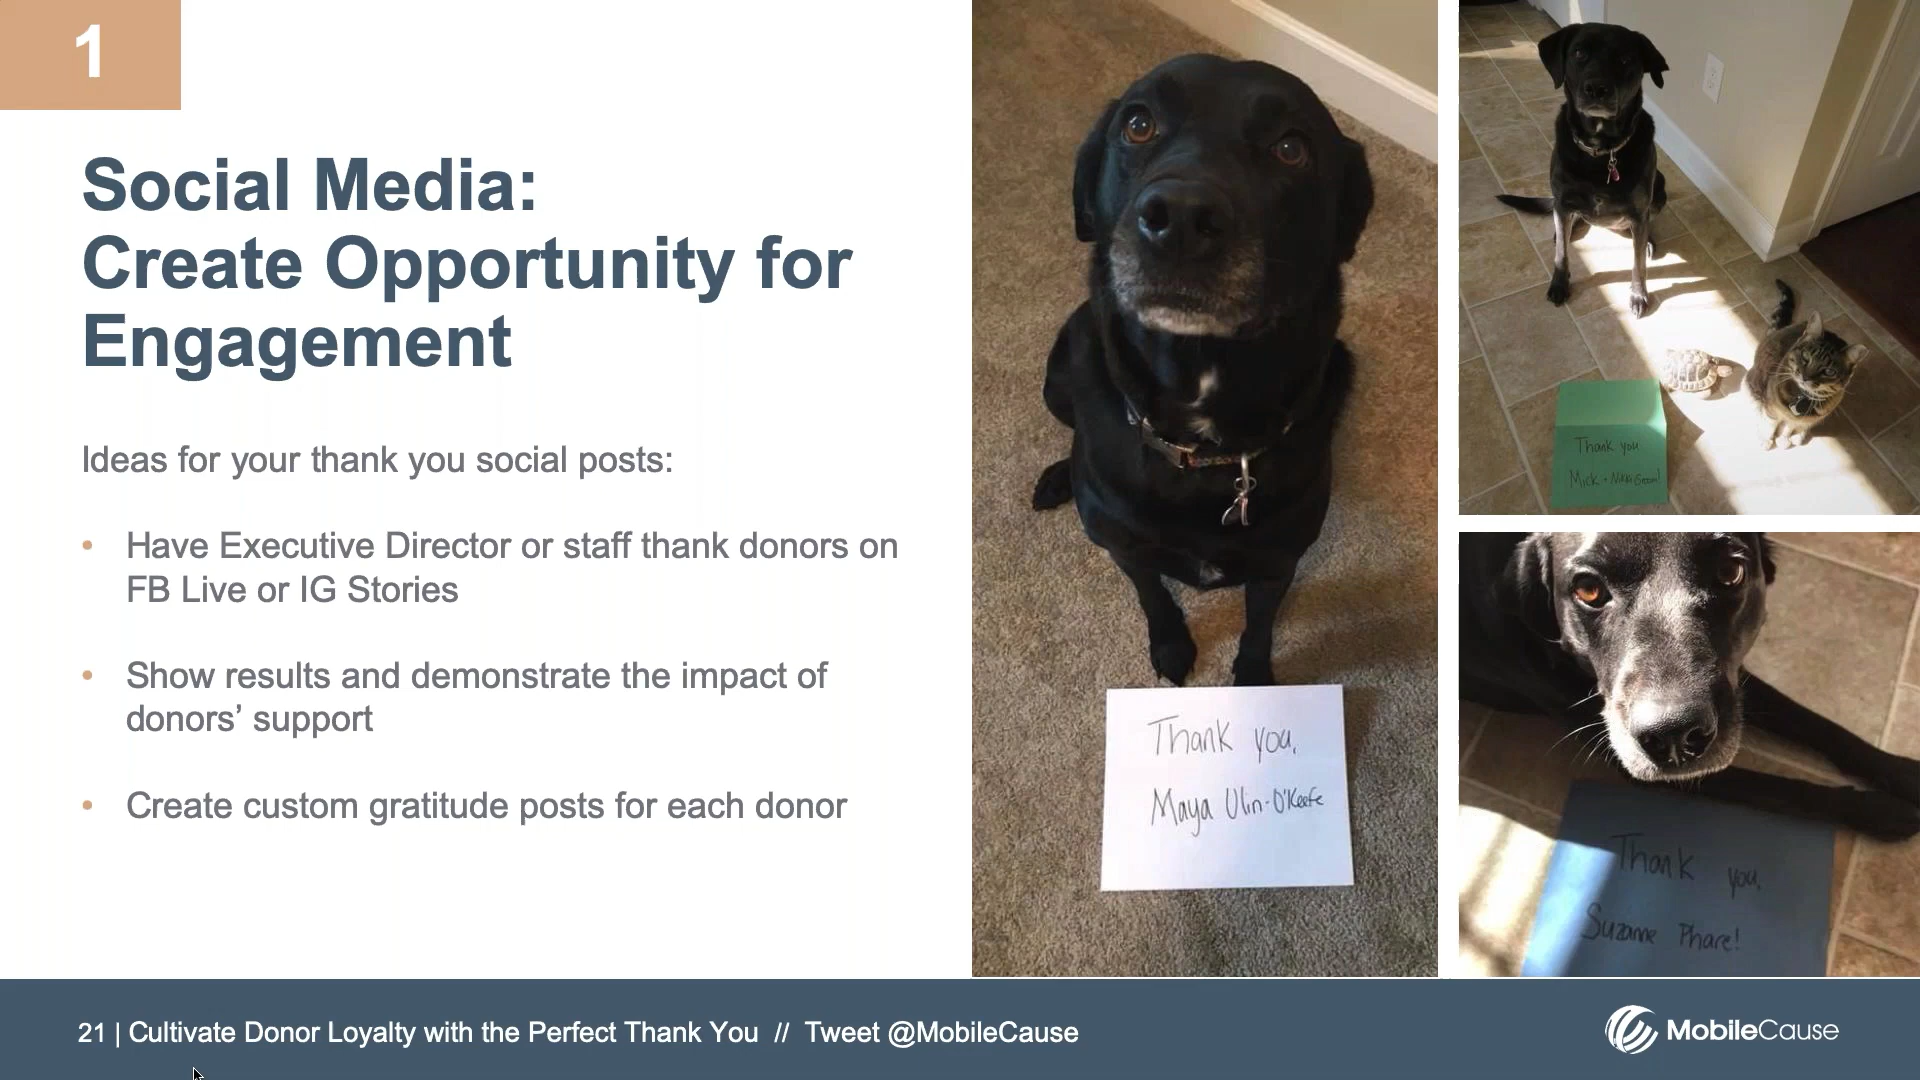 1
Social Media:
Create Opportunity for
Engagement
Ideas for your thank you social posts:
• Have Executive Director or staff thank donors on
FB Live or IG Stories
• Show results and demonstrate the impact of
donors’ support
• Create custom gratitude posts for each donor
Thank you,
Maya Ulin-O'Keefe
Thank you
Mick + Nikki Groom!
Thank you,
Suzanne Phare!
21 | Cultivate Donor Loyalty with the Perfect Thank You // Tweet @MobileCause
MobileCause